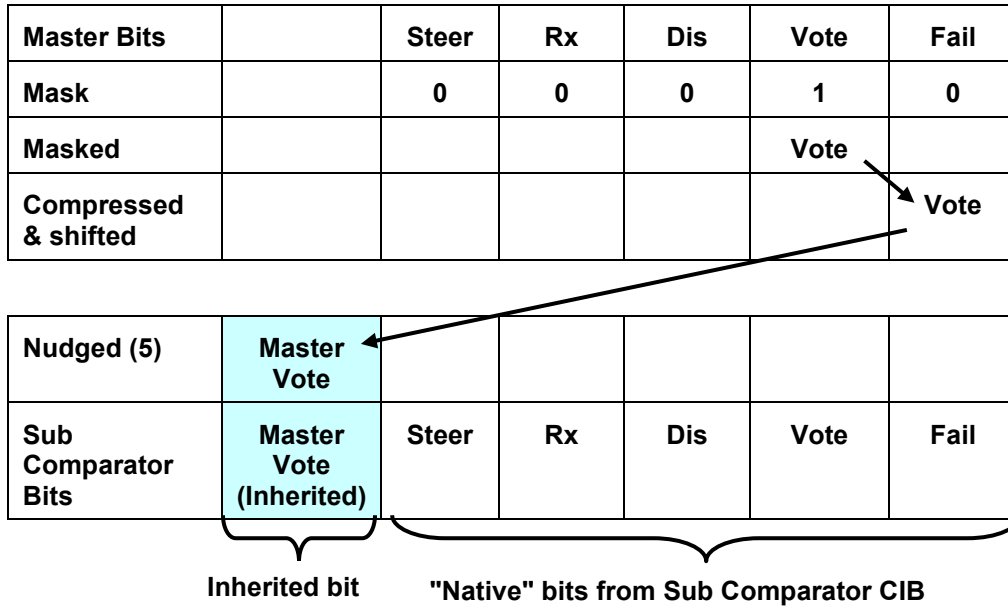 Master Bits Steer Rx Dis Vote Fail
Mask 0 0 0 1 0
Masked Vote
Compressed & shifted Vote
Nudged (5) Master Vote
Sub Comparator Bits Master Vote (Inherited) Steer Rx Dis Vote Fail
Inherited bit "Native" bits from Sub Comparator CIB